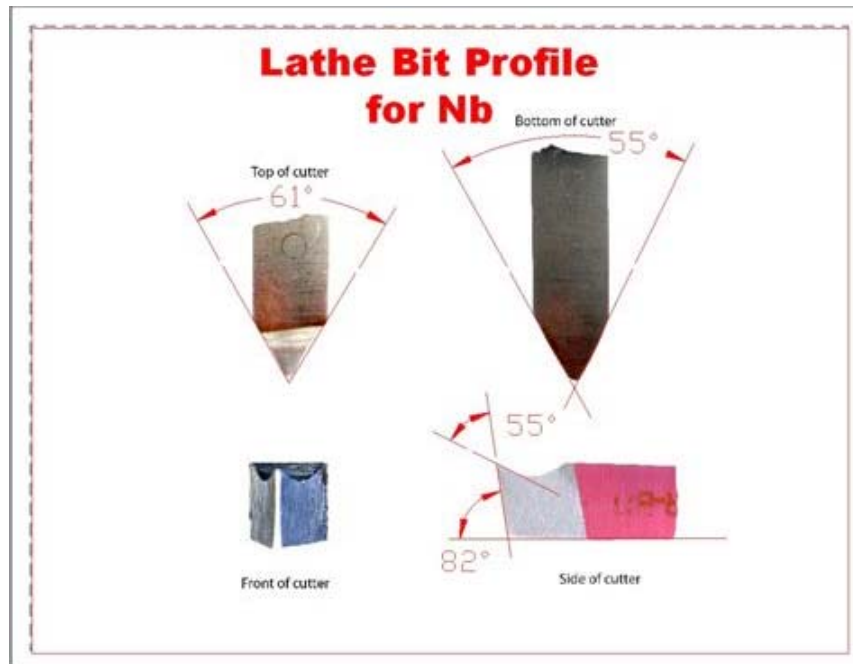 Lathe Bit Profile
for Nb
Bottom of cutter
55°
Top of cutter
61°
55°
82°
Front of cutter
Side of cutter